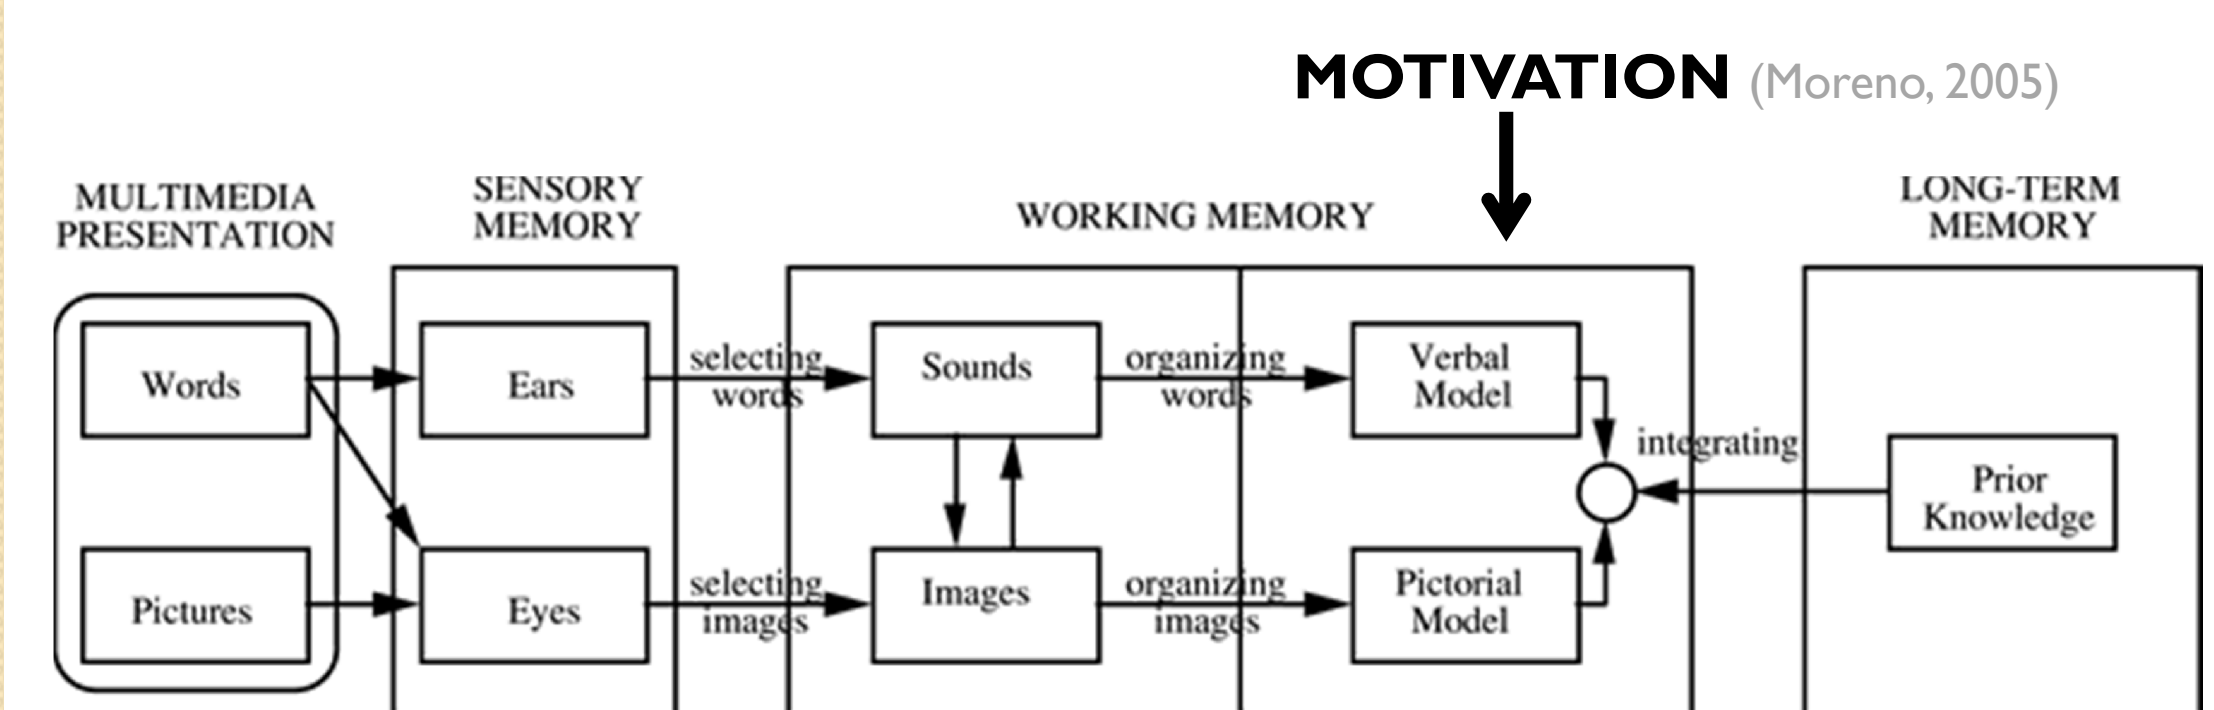 MOTIVATION (Moreno, 2005)
MULTIMEDIA
PRESENTATION
SENSORY
MEMORY
WORKING MEMORY
LONG-TERM
MEMORY
Words
Ears
selecting
words
Sounds
organizing
words
Verbal
Model
integrating
Prior
Knowledge
Pictures
Eyes
selecting
images
Images
organizing
images
Pictorial
Model